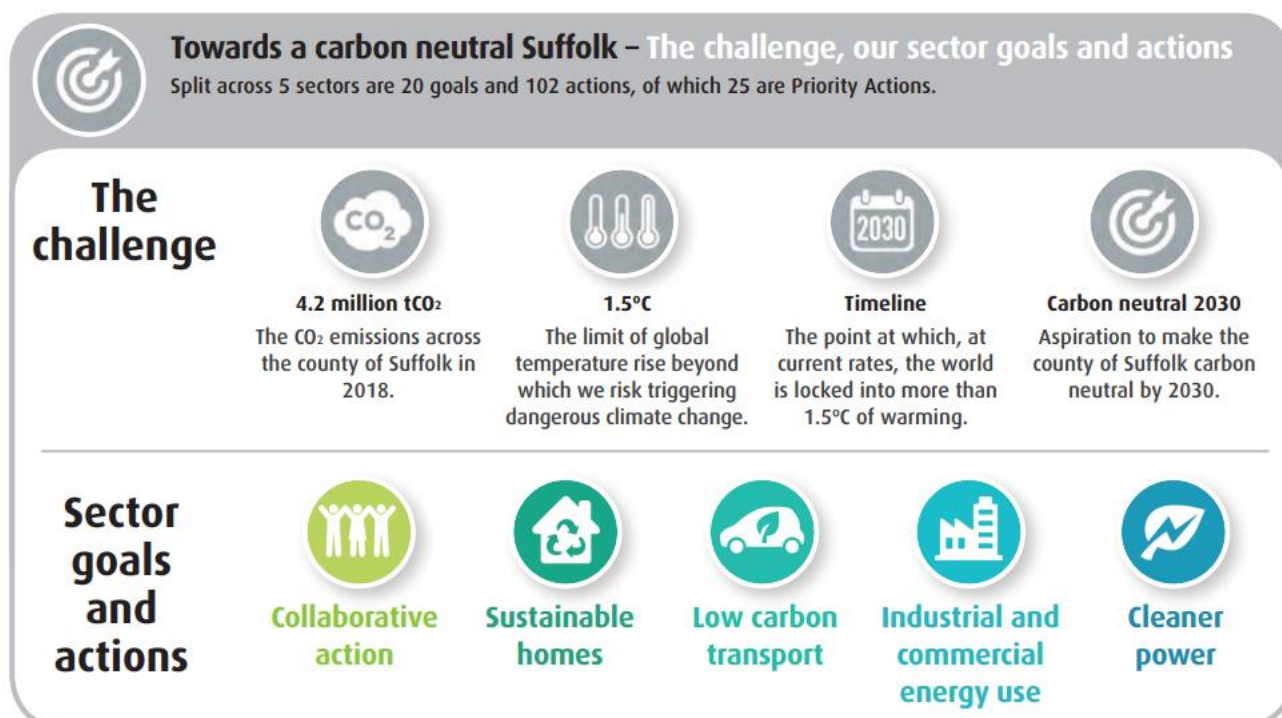 Towards a carbon neutral Suffolk – The challenge, our sector goals and actions
Split across 5 sectors are 20 goals and 102 actions, of which 25 are Priority Actions.
The
challenge
CO₂
2030
4.2 million tCO₂
The CO₂ emissions across
the county of Suffolk in
2018.
1.5ºC
The limit of global
temperature rise beyond
which we risk triggering
dangerous climate change.
Timeline
The point at which, at
current rates, the world
is locked into more than
1.5ºC of warming.
Carbon neutral 2030
Aspiration to make the
county of Suffolk carbon
neutral by 2030.
Sector
goals
and
actions
Collaborative
action
Sustainable
homes
Low carbon
transport
Industrial and
commercial
energy use
Cleaner
power